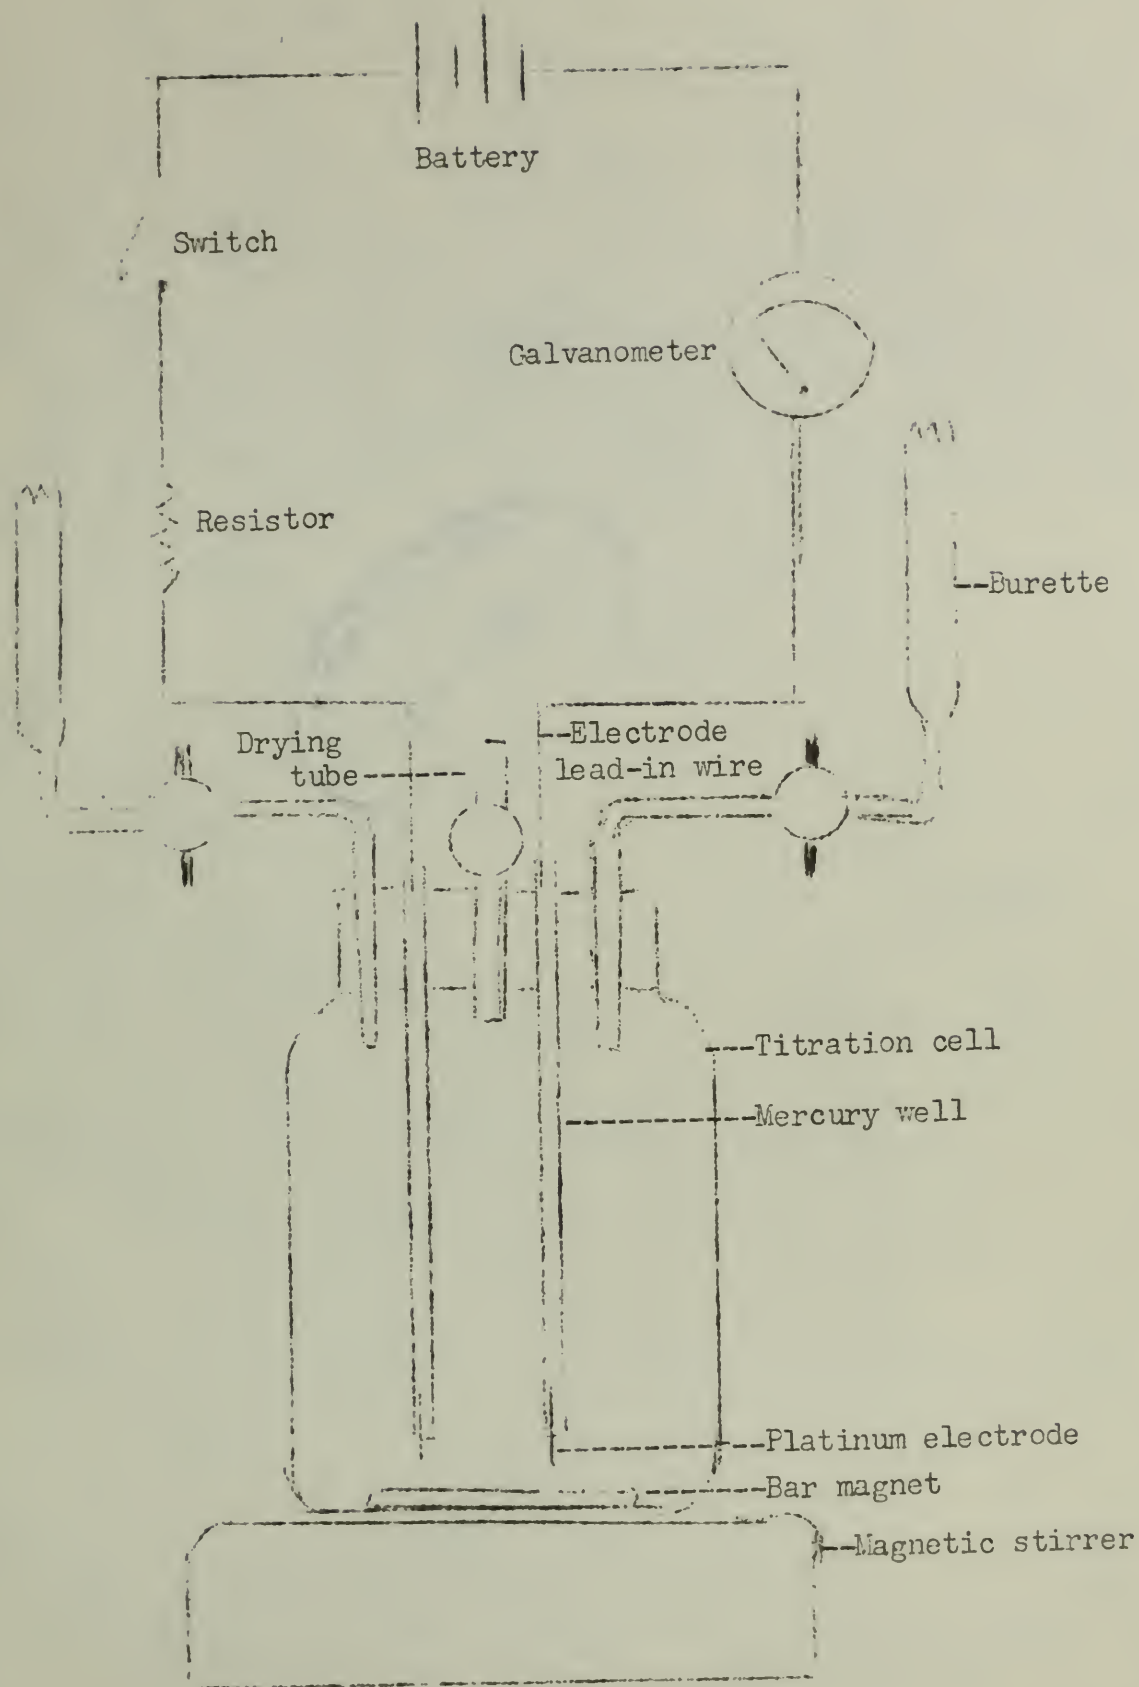 Battery
Switch
Galvanometer
Resistor
Burette
Drying
tube
Electrode
lead-in wire
Titration cell
Mercury well
Platinum electrode
Bar magnet
Magnetic stirrer